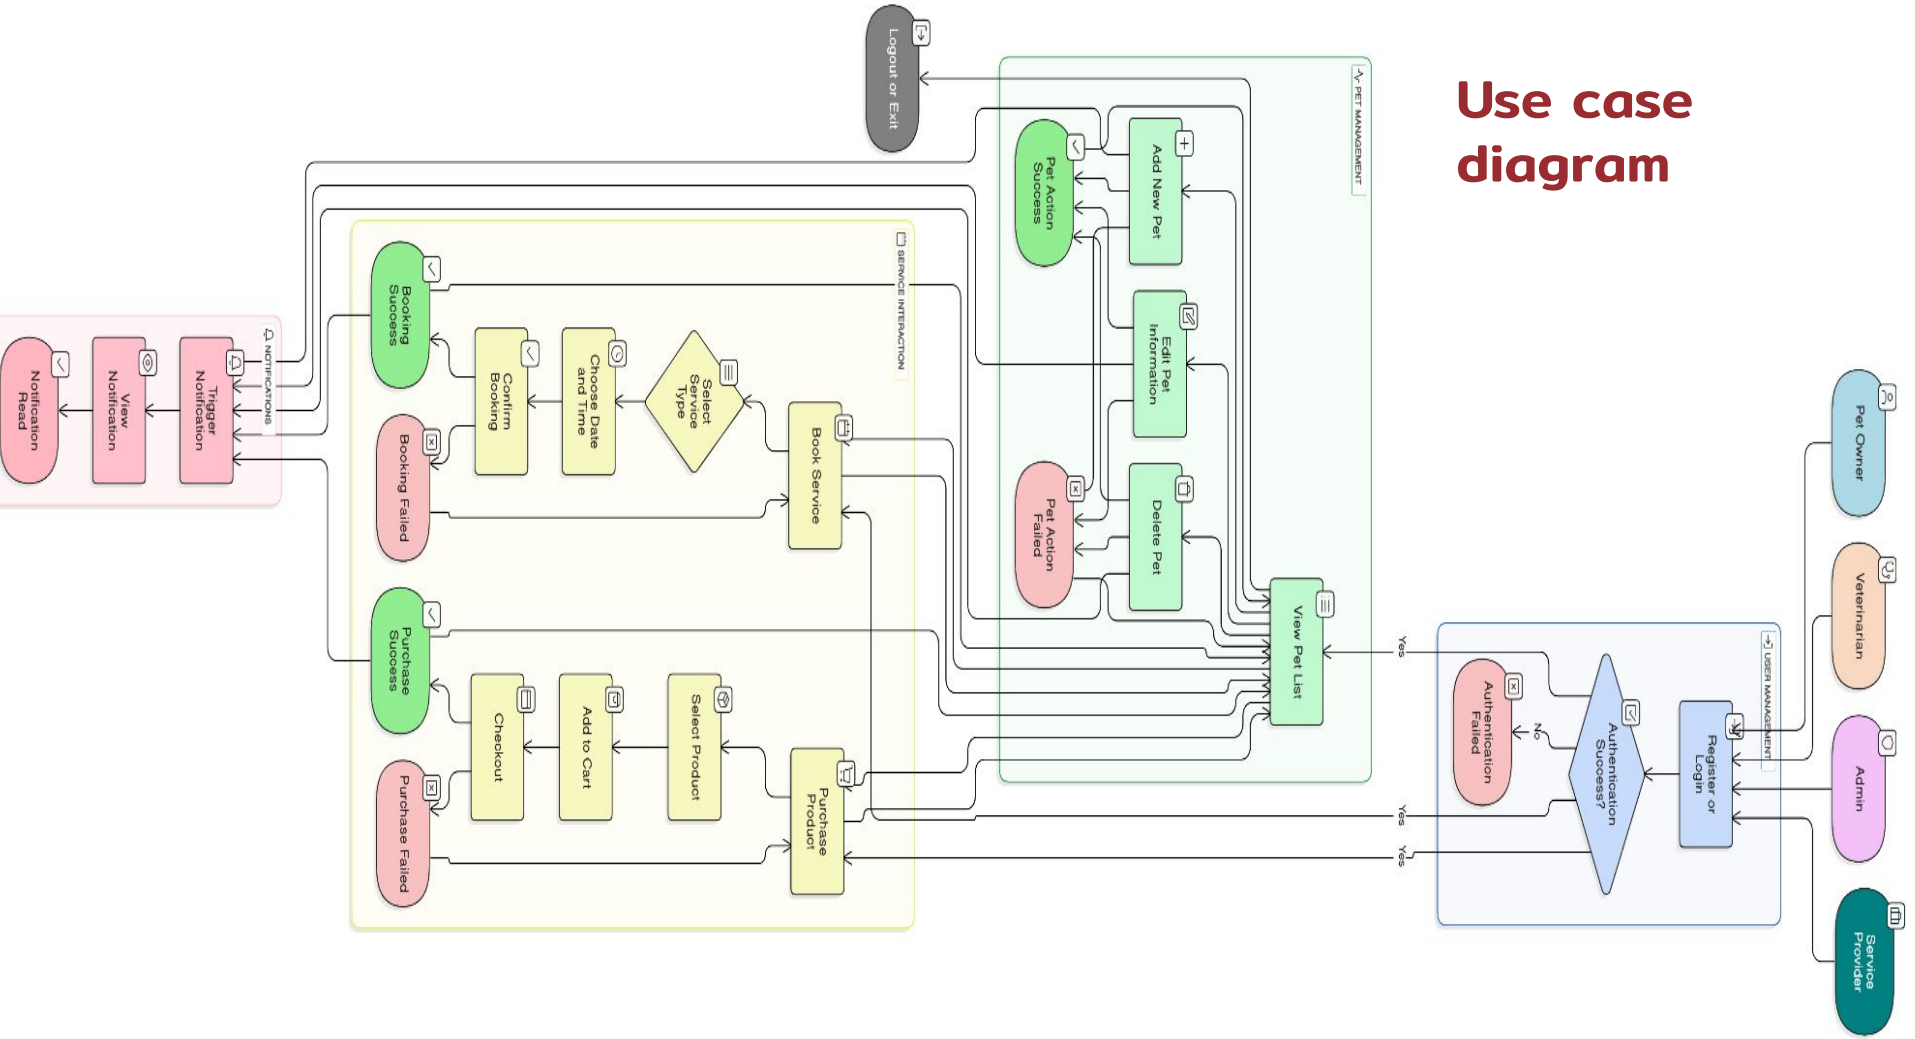 Use case
diagram
Pet Owner
Veterinarian
Admin
Service
Provider
USER MANAGEMENT
Register or
Login
Authentication
Success?
No
Authentication
Failed
Yes
Yes
Yes
PET MANAGEMENT
View Pet List
Add New Pet
Edit Pet
Information
Delete Pet
Pet Action
Success
Pet Action
Failed
Logout or Exit
SERVICE INTERACTION
Book Service
Select
Service
Type
Choose Date
and Time
Confirm
Booking
Booking
Success
Booking Failed
Purchase
Product
Select Product
Add to Cart
Checkout
Purchase
Success
Purchase Failed
NOTIFICATIONS
Trigger
Notification
View
Notification
Notification
Read